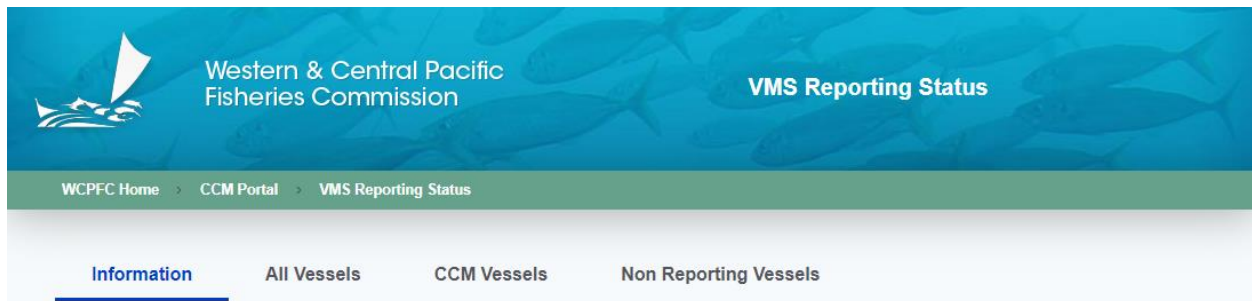 Western & Central Pacific
Fisheries Commission
VMS Reporting Status
WCPFC Home › CCM Portal › VMS Reporting Status
Information All Vessels CCM Vessels Non Reporting Vessels